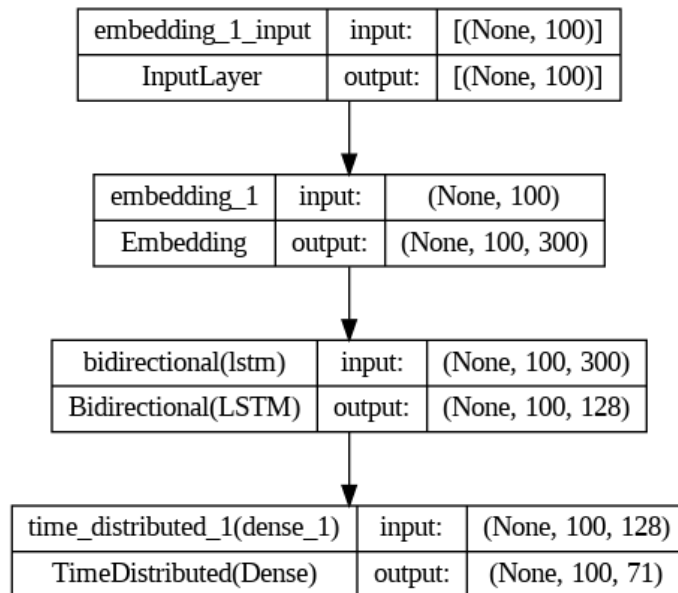 embedding_1_input input: [(None, 100)]
InputLayer output: [(None, 100)]
embedding_1 input: (None, 100)
Embedding output: (None, 100, 300)
bidirectional(lstm) input: (None, 100, 300)
Bidirectional(LSTM) output: (None, 100, 128)
time_distributed_1(dense_1) input: (None, 100, 128)
TimeDistributed(Dense) output: (None, 100, 71)